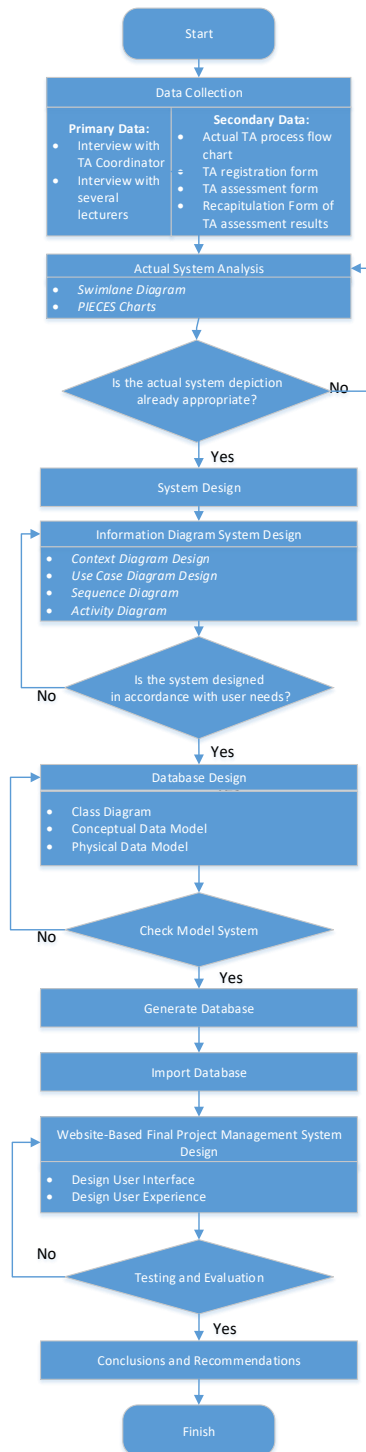 Start
Data Collection
Primary Data:
• Interview with
TA Coordinator
• Interview with
several
lecturers
Secondary Data:
• Actual TA process flow
chart
• TA registration form
• TA assessment form
• Recapitulation Form of
TA assessment results
Actual System Analysis
• Swimlane Diagram
• PIECES Charts
Is the actual system depiction
already appropriate?
No
Yes
System Design
Information Diagram System Design
• Context Diagram Design
• Use Case Diagram Design
• Sequence Diagram
• Activity Diagram
Is the system designed
in accordance with user needs?
No
Yes
Database Design
• Class Diagram
• Conceptual Data Model
• Physical Data Model
Check Model System
No
Yes
Generate Database
Import Database
Website-Based Final Project Management System
Design
• Design User Interface
• Design User Experience
No
Testing and Evaluation
Yes
Conclusions and Recommendations
Finish